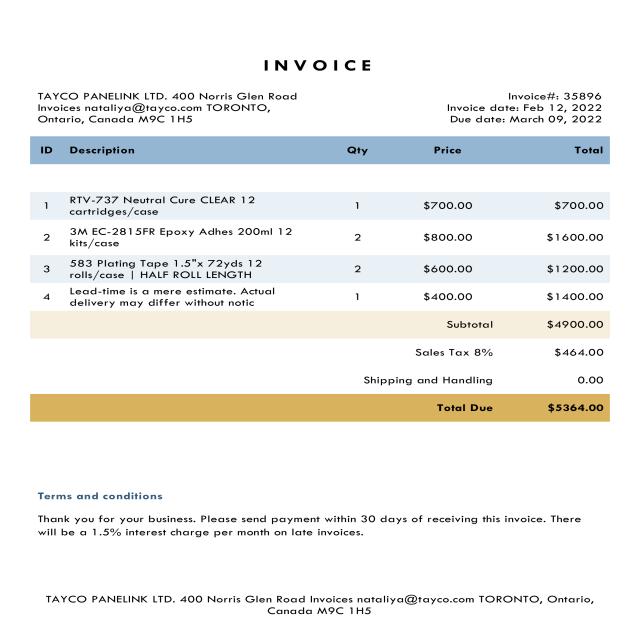 INVOICE
TAYCO PANELINK LTD. 400 Norris Glen Road
Invoices nataliya@tayco.com TORONTO,
Ontario, Canada M9C 1H5
Invoice#: 35896
Invoice date: Feb 12, 2022
Due date: March 09, 2022
ID Description Qty Price Total
1 RTV-737 Neutral Cure CLEAR 12 cartridges/case 1 $700.00 $700.00
2 3M EC-2815FR Epoxy Adhes 200ml 12 kits/case 2 $800.00 $1600.00
3 583 Plating Tape 1.5"x 72yds 12 rolls/case | HALF ROLL LENGTH 2 $600.00 $1200.00
4 Lead-time is a mere estimate. Actual delivery may differ without notic 1 $400.00 $1400.00
Subtotal $4900.00
Sales Tax 8% $464.00
Shipping and Handling 0.00
Total Due $5364.00
Terms and conditions
Thank you for your business. Please send payment within 30 days of receiving this invoice. There
will be a 1.5% interest charge per month on late invoices.
TAYCO PANELINK LTD. 400 Norris Glen Road Invoices nataliya@tayco.com TORONTO, Ontario,
Canada M9C 1H5